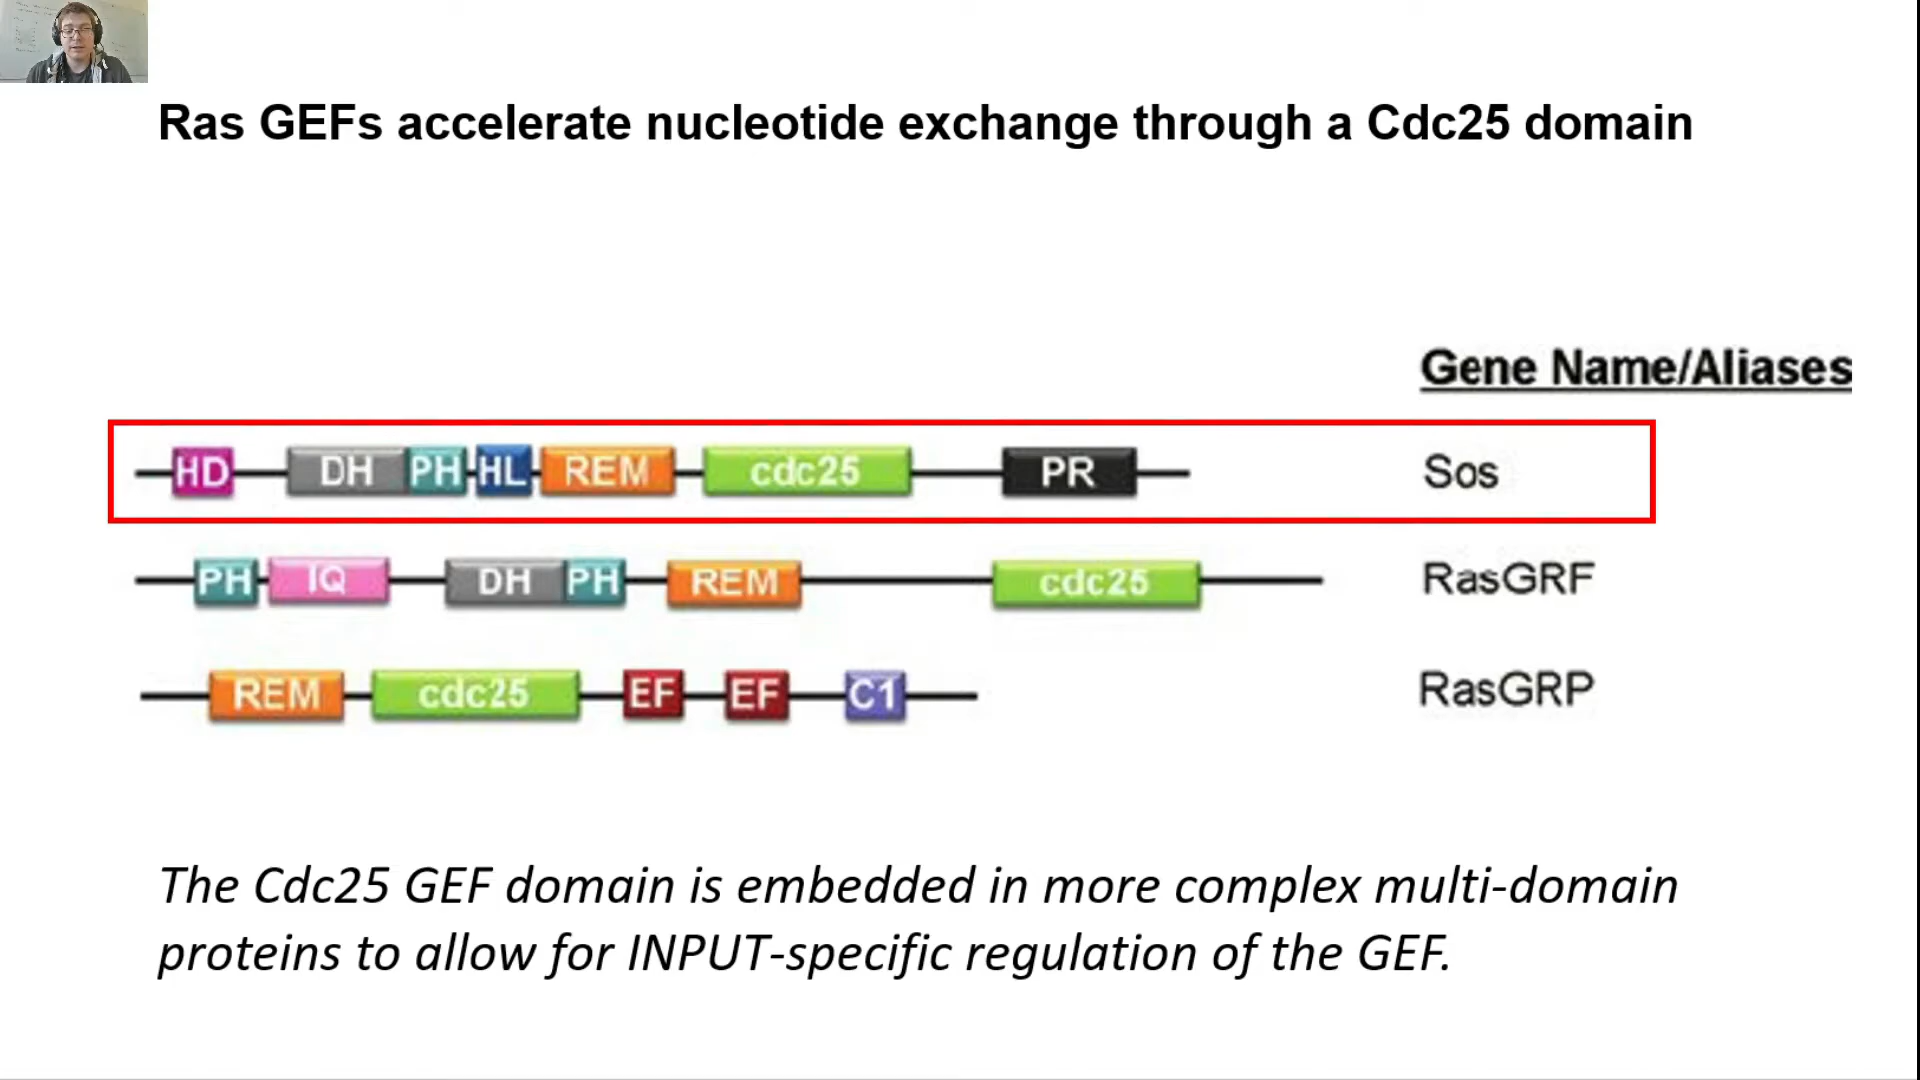 Ras GEFs accelerate nucleotide exchange through a Cdc25 domain
Gene Name/Aliases
HD DH PH HL REM cdc25 PR Sos
PH IQ DH PH REM cdc25 RasGRF
REM cdc25 EF EF C1 RasGRP
The Cdc25 GEF domain is embedded in more complex multi-domain
proteins to allow for INPUT-specific regulation of the GEF.